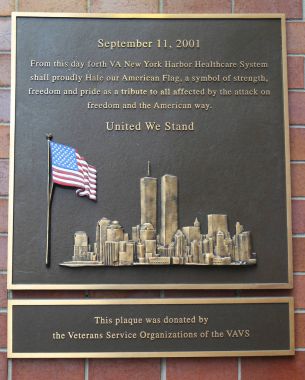 September 11, 2001
From this day forth VA New York Harbor Healthcare System
shall proudly Hale our American Flag, a symbol of strength,
freedom and pride as a tribute to all affected by the attack on
freedom and the American way.
United We Stand
This plaque was donated by
the Veterans Service Organizations of the VAVS